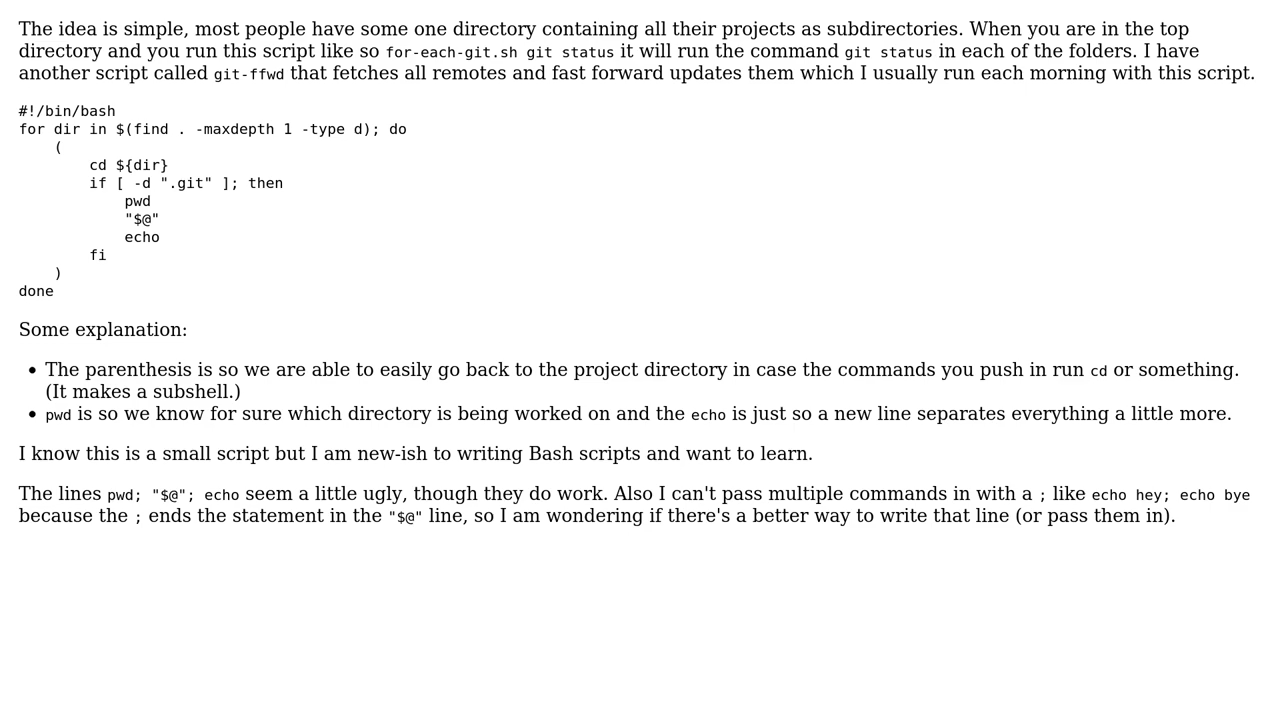 The idea is simple, most people have some one directory containing all their projects as subdirectories. When you are in the top
directory and you run this script like so for-each-git.sh git status it will run the command git status in each of the folders. I have
another script called git-ffwd that fetches all remotes and fast forward updates them which I usually run each morning with this script.
#!/bin/bash
for dir in $(find . -maxdepth 1 -type d); do
    (
        cd ${dir}
        if [ -d ".git" ]; then
            pwd
            "$@"
            echo
        fi
    )
done
Some explanation:
• The parenthesis is so we are able to easily go back to the project directory in case the commands you push in run cd or something.
(It makes a subshell.)
• pwd is so we know for sure which directory is being worked on and the echo is just so a new line separates everything a little more.
I know this is a small script but I am new-ish to writing Bash scripts and want to learn.
The lines pwd; "$@"; echo seem a little ugly, though they do work. Also I can't pass multiple commands in with a ; like echo hey; echo bye
because the ; ends the statement in the "$@" line, so I am wondering if there's a better way to write that line (or pass them in).